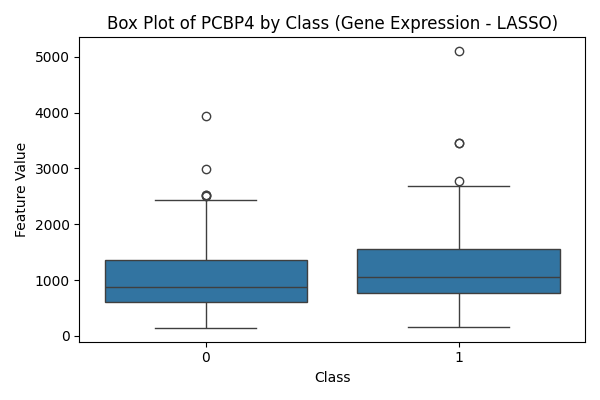 Box Plot of PCBP4 by Class (Gene Expression - LASSO)
Feature Value
5000
4000
3000
2000
1000
0
0 1
Class